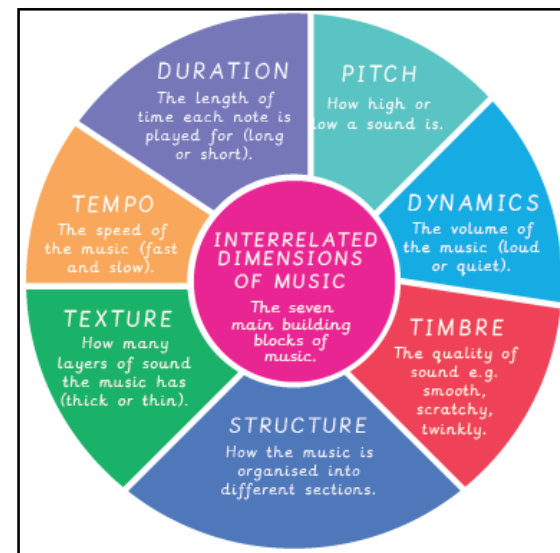 DURATION
The length of
time each note is
played for (long
or short).
PITCH
How high or
low a sound is.
DYNAMICS
The volume of
the music (loud
or quiet).
TIMBRE
The quality of
sound e.g.
smooth,
scratchy,
twinkly.
STRUCTURE
How the music is
organised into
different sections.
TEXTURE
How many
layers of sound
the music has
(thick or thin).
TEMPO
The speed of
the music (fast
and slow).
INTERRELATED
DIMENSIONS
OF MUSIC
The seven
main building
blocks of
music.